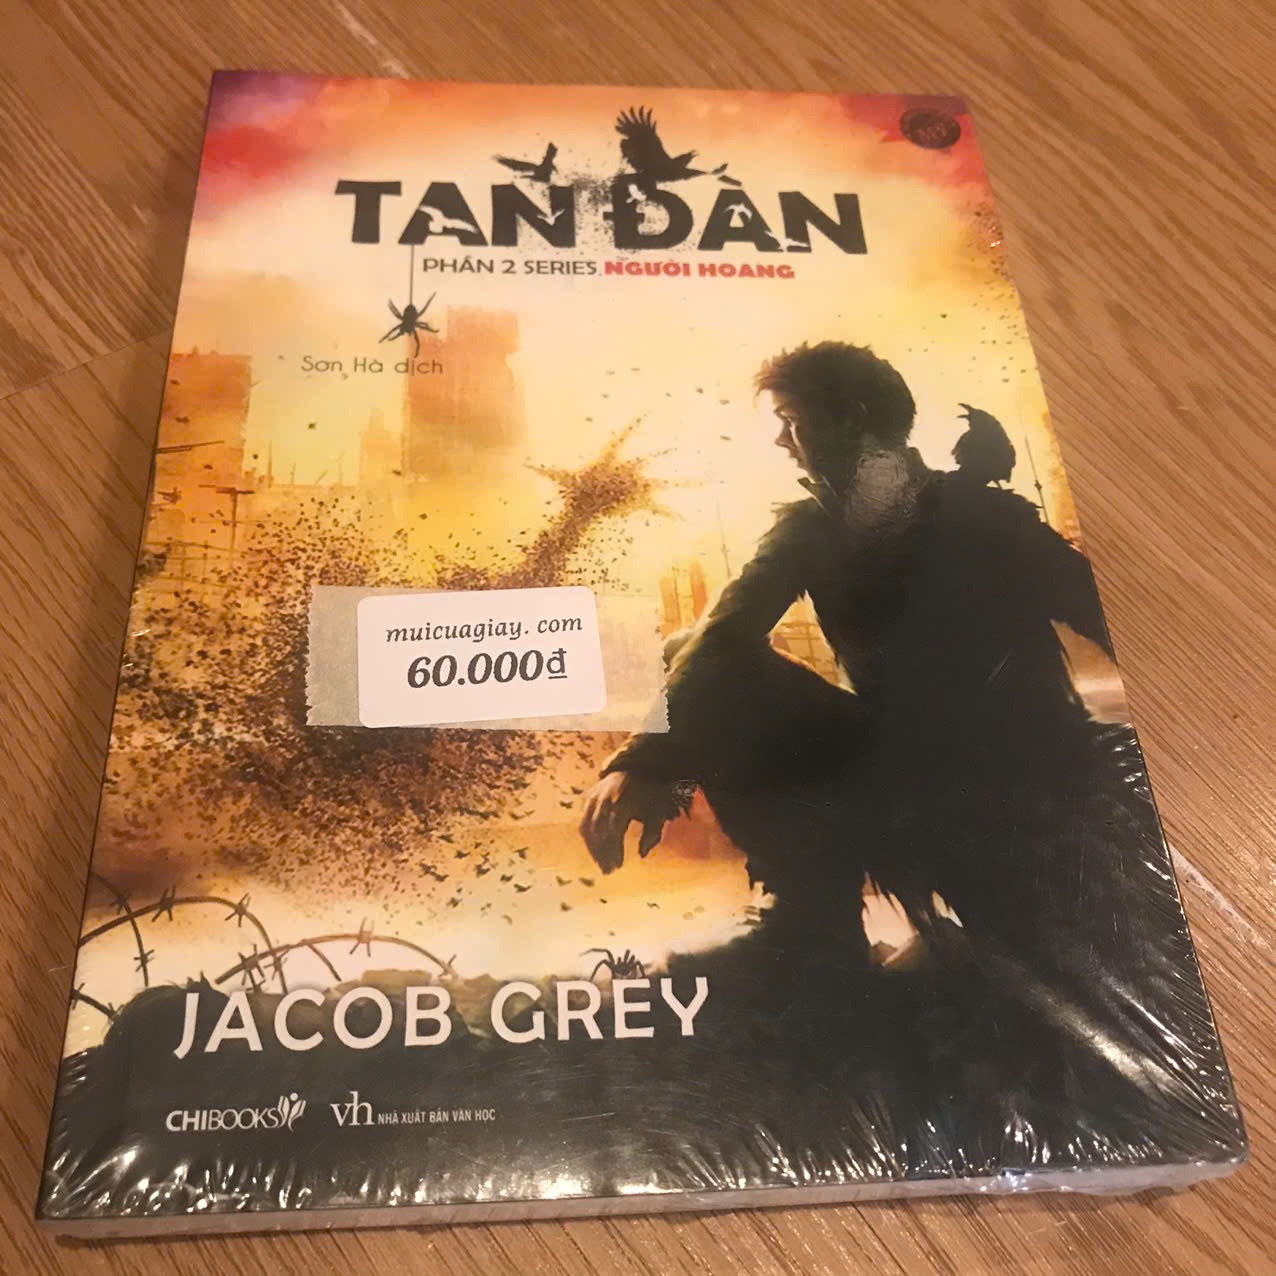 TAN ĐÀN
PHẦN 2 SERIES NGƯỜI HOANG
Sơn Hà dịch
muicuagiay. com
60.000₫
JACOB GREY
CHIBOOKS
vh NHÀ XUẤT BẢN VĂN HỌC